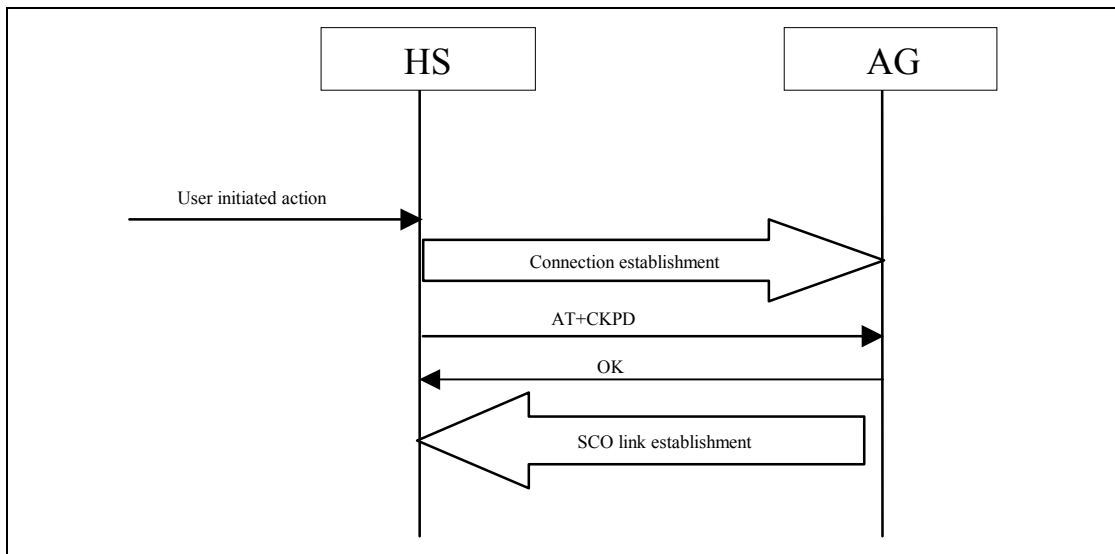 HS
AG
User initiated action
Connection establishment
AT+CKPD
OK
SCO link establishment